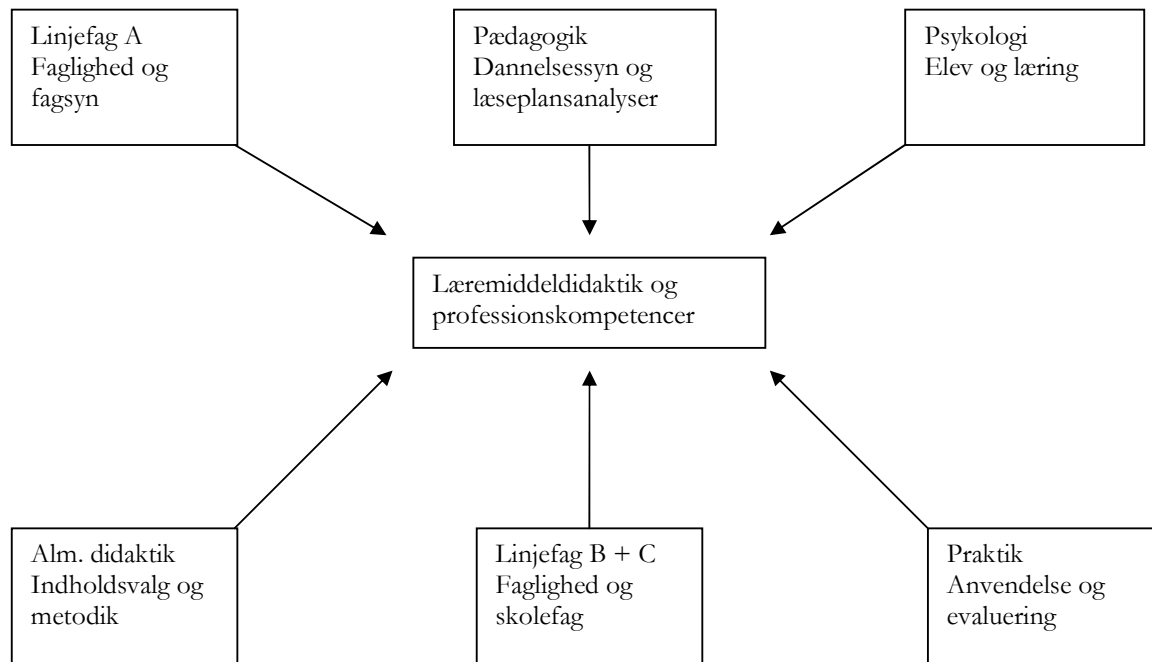 Linjefag A
Faglighed og
fagsyn
Pædagogik
Dannelsessyn og
læseplansanalyser
Psykologi
Elev og læring
Læremiddeldidaktik og
professionskompetencer
Alm. didaktik
Indholdsvalg og
metodik
Linjefag B + C
Faglighed og
skolefag
Praktik
Anvendelse og
evaluering